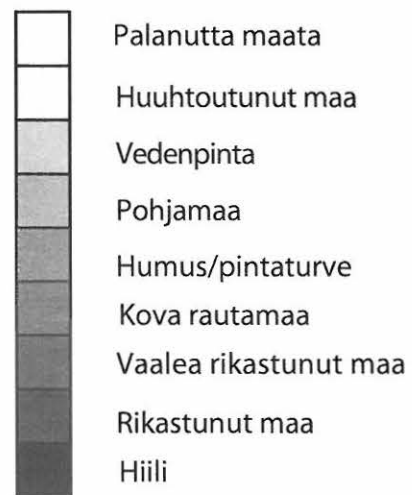 Palanutta maata
Huuhtoutunut maa
Vedenpinta
Pohjamaa
Humus/pintaturve
Kova rautamaa
Vaalea rikastunut maa
Rikastunut maa
Hiili